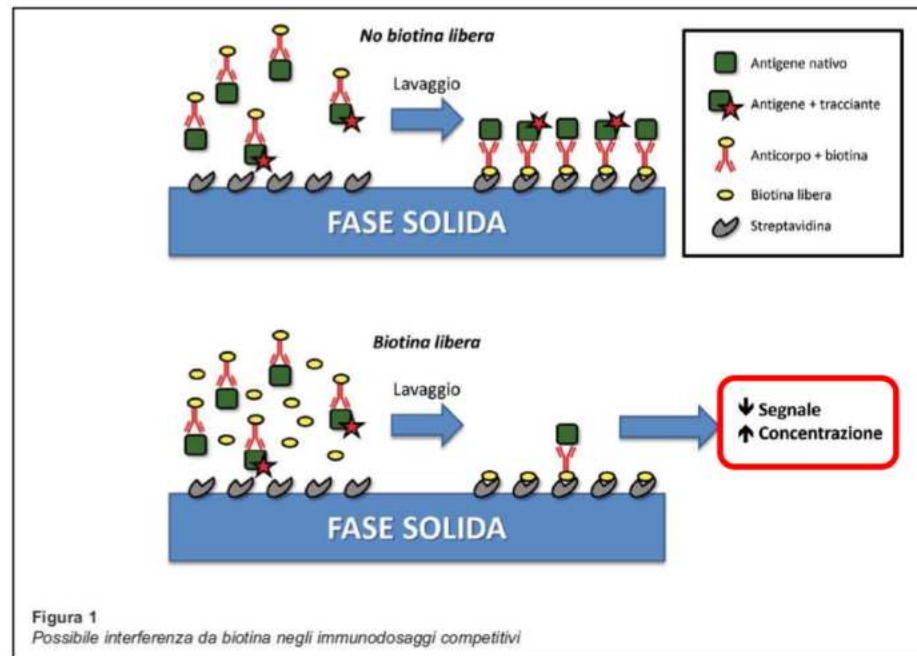 No biotina libera
Lavaggio
FASE SOLIDA
Antigene nativo
Antigene + tracciante
Anticorpo + biotina
Biotina libera
Streptavidina
Biotina libera
Lavaggio
FASE SOLIDA
🡻 Segnale
🡹 Concentrazione
Figura 1
Possibile interferenza da biotina negli immunodosaggi competitivi